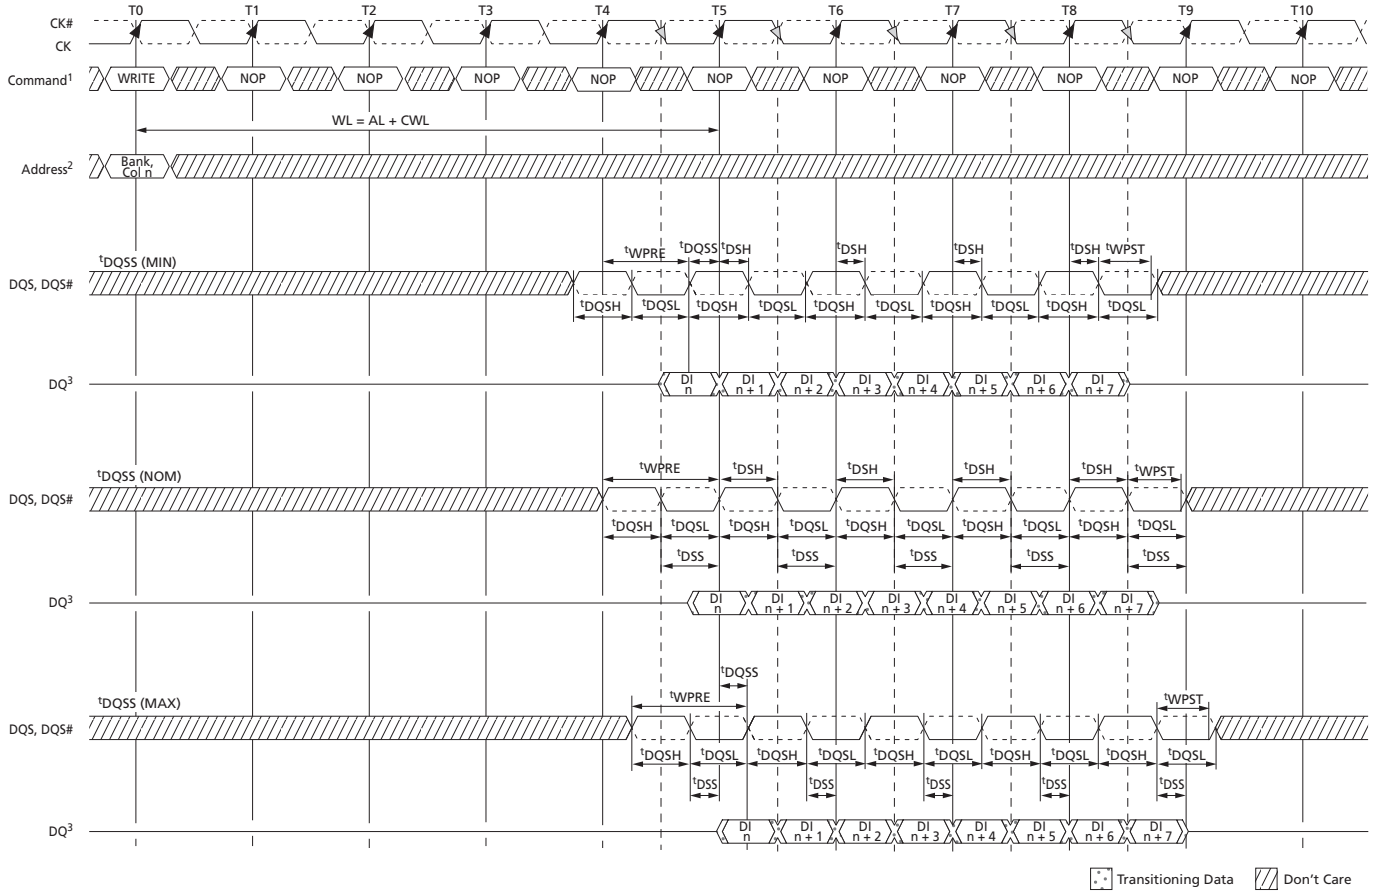 T0 T1 T2 T3 T4 T5 T6 T7 T8 T9 T10
CK#
CK
Command1 WRITE NOP NOP NOP NOP NOP NOP NOP NOP NOP NOP
WL = AL + CWL
Address2 Bank, Col n
tDQSS (MIN) tWPRE tDQSS tDSH tDSH tDSH tDSH tWPST
DQS, DQS#
tDQSH tDQSL tDQSH tDQSL tDQSH tDQSL tDQSH tDQSL tDQSH tDQSL
DQ3 DI n DI n + 1 DI n + 2 DI n + 3 DI n + 4 DI n + 5 DI n + 6 DI n + 7
tDQSS (NOM) tWPRE tDSH tDSH tDSH tDSH tWPST
DQS, DQS#
tDQSH tDQSL tDQSH tDQSL tDQSH tDQSL tDQSH tDQSL tDQSH tDQSL
tDSS tDSS tDSS tDSS tDSS
DQ3 DI n DI n + 1 DI n + 2 DI n + 3 DI n + 4 DI n + 5 DI n + 6 DI n + 7
tDQSS
tDQSS (MAX) tWPRE tWPST
DQS, DQS#
tDQSH tDQSL tDQSH tDQSL tDQSH tDQSL tDQSH tDQSL tDQSH tDQSL
tDSS tDSS tDSS tDSS tDSS
DQ3 DI n DI n + 1 DI n + 2 DI n + 3 DI n + 4 DI n + 5 DI n + 6 DI n + 7
Transitioning Data Don't Care